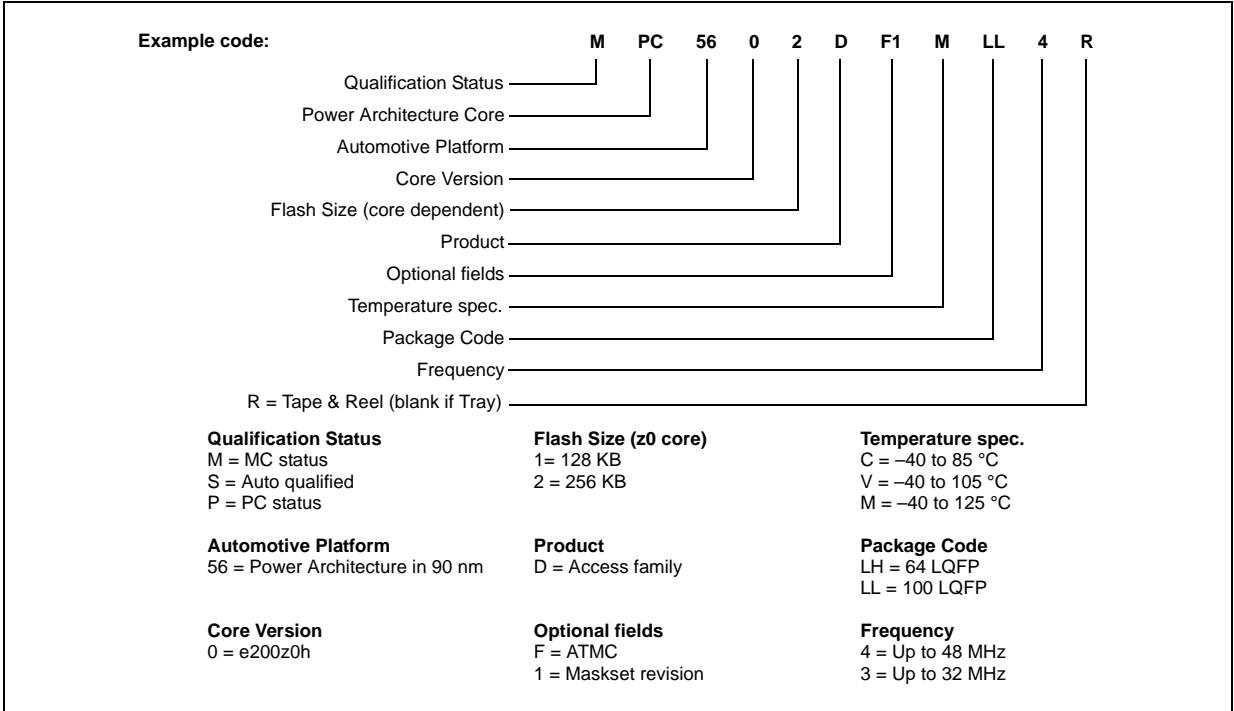 Example code: M PC 56 0 2 D F1 M LL 4 R
Qualification Status
Power Architecture Core
Automotive Platform
Core Version
Flash Size (core dependent)
Product
Optional fields
Temperature spec.
Package Code
Frequency
R = Tape & Reel (blank if Tray)
Qualification Status
M = MC status
S = Auto qualified
P = PC status
Flash Size (z0 core)
1= 128 KB
2 = 256 KB
Temperature spec.
C = –40 to 85 °C
V = –40 to 105 °C
M = –40 to 125 °C
Automotive Platform
56 = Power Architecture in 90 nm
Product
D = Access family
Package Code
LH = 64 LQFP
LL = 100 LQFP
Core Version
0 = e200z0h
Optional fields
F = ATMC
1 = Maskset revision
Frequency
4 = Up to 48 MHz
3 = Up to 32 MHz